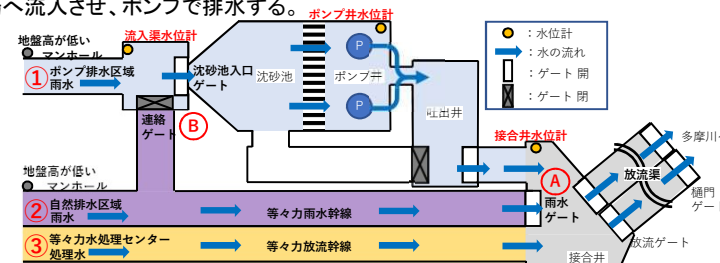 へ流入させ、ポンプで排水する。
地盤高が低い
マンホール
流入渠水位計
ポンプ井水位計
：水位計
：水の流れ
：ゲート 開
：ゲート 閉
① ポンプ排水区域
雨水
沈砂池入口
ゲート
沈砂池
P
P
ポンプ井
吐出井
連絡
ゲート
B
接合井水位計
A
放流渠
多摩川へ
樋門
ゲート
地盤高が低い
マンホール
② 自然排水区域
雨水
等々力雨水幹線
雨水
ゲート
放流ゲート
③ 等々力水処理センター
処理水
等々力放流幹線
接合井